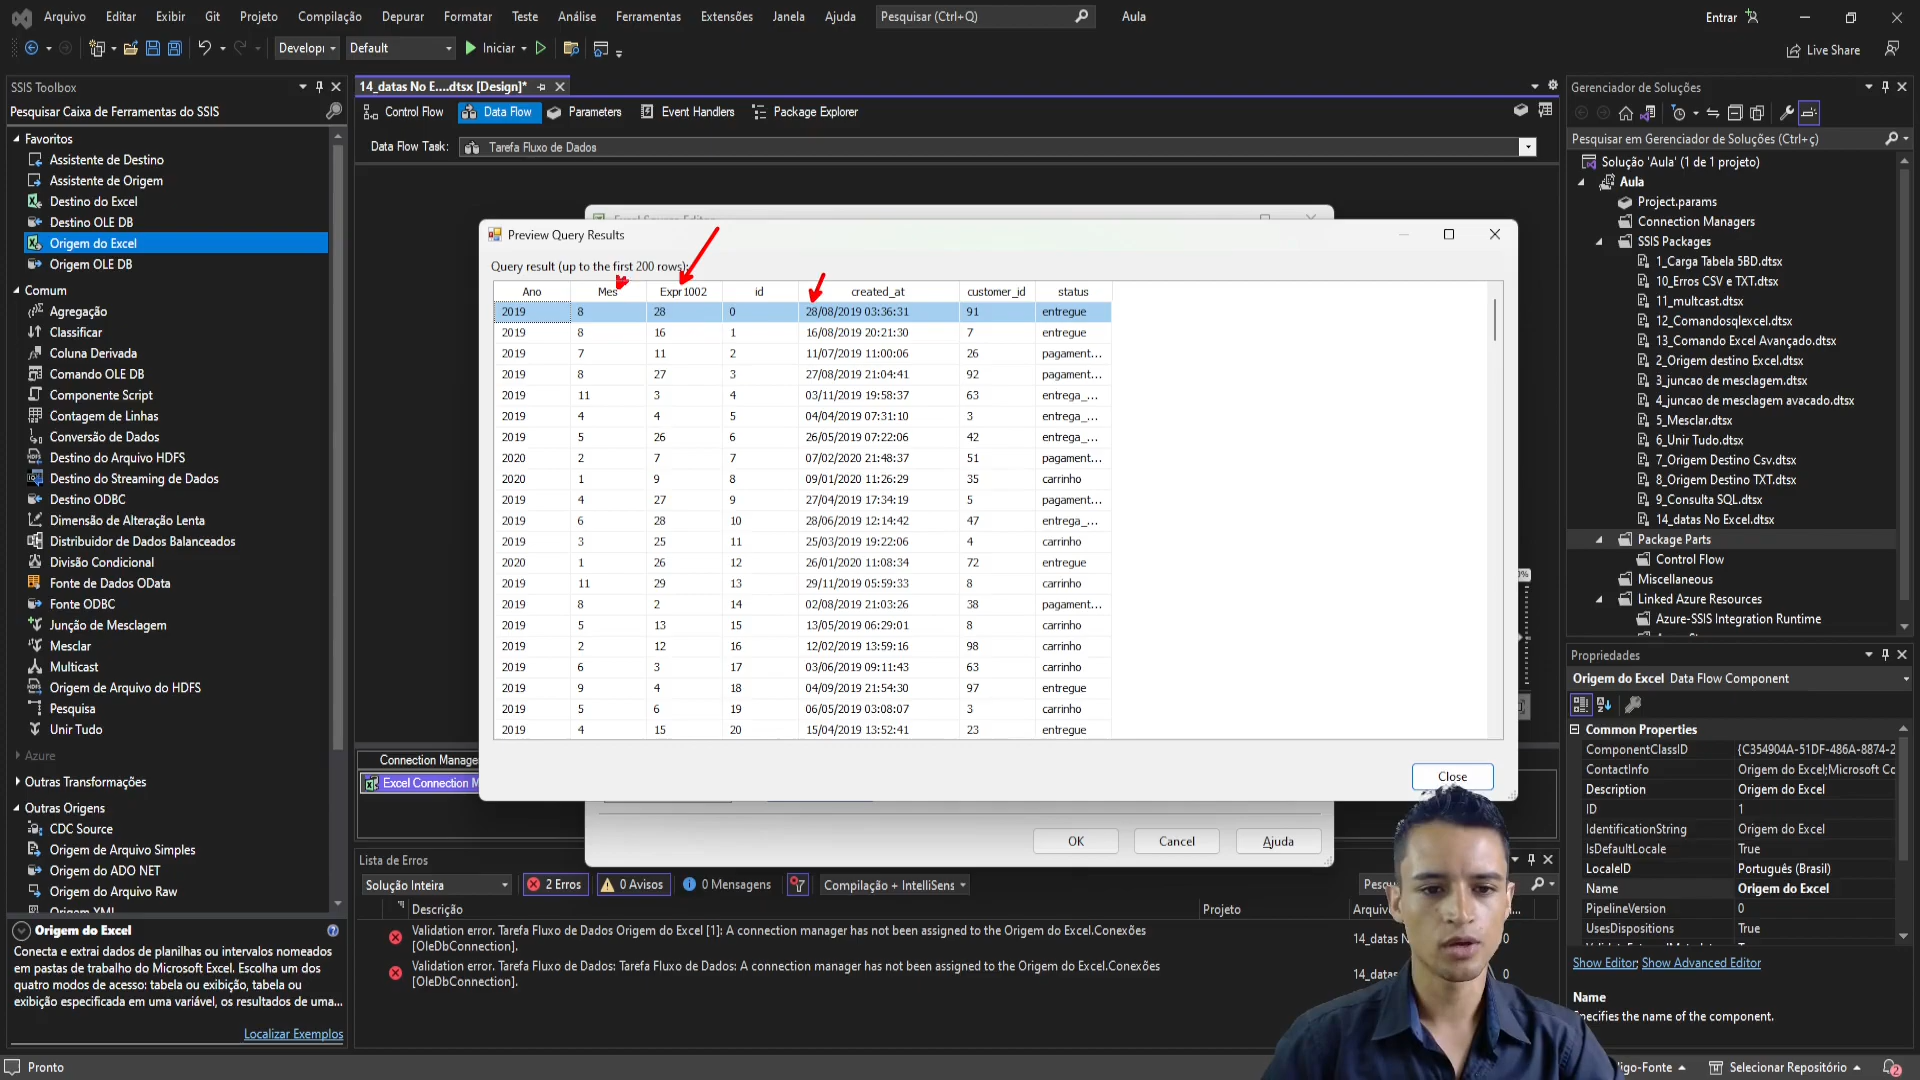 Arquivo Editar Exibir Git Projeto Compilação Depurar Formatar Teste Análise Ferramentas Extensões Janela Ajuda Pesquisar (Ctrl+Q) Aula Entrar
Developi Default Iniciar Live Share
SSIS Toolbox
Pesquisar Caixa de Ferramentas do SSIS
Favoritos
Assistente de Destino
Assistente de Origem
Destino do Excel
Destino OLE DB
Origem do Excel
Origem OLE DB
Comum
Agregação
Classificar
Coluna Derivada
Comando OLE DB
Componente Script
Contagem de Linhas
Conversão de Dados
Destino do Arquivo HDFS
Destino do Streaming de Dados
Destino ODBC
Dimensão de Alteração Lenta
Distribuidor de Dados Balanceados
Divisão Condicional
Fonte de Dados OData
Fonte ODBC
Junção de Mesclagem
Mesclar
Multicast
Origem de Arquivo do HDFS
Pesquisa
Unir Tudo
Azure
Outras Transformações
Outras Origens
CDC Source
Origem de Arquivo Simples
Origem do ADO NET
Origem do Arquivo Raw
Origem XML
Origem do Excel
Conecta e extrai dados de planilhas ou intervalos nomeados
em pastas de trabalho do Microsoft Excel. Escolha um dos
quatro modos de acesso: tabela ou exibição, tabela ou
exibição especificada em uma variável, os resultados de uma...
Localizar Exemplos
14_datas No E....dtsx [Design]*
Control Flow Data Flow Parameters Event Handlers Package Explorer
Data Flow Task: Tarefa Fluxo de Dados
Excel Source Editor
Preview Query Results
Query result (up to the first 200 rows):
Ano Mes Expr1002 id created_at customer_id status
2019 8 28 0 28/08/2019 03:36:31 91 entregue
2019 8 16 1 16/08/2019 20:21:30 7 entregue
2019 7 11 2 11/07/2019 11:00:06 26 pagament...
2019 8 27 3 27/08/2019 21:04:41 92 pagament...
2019 11 3 4 03/11/2019 19:58:37 63 entrega_...
2019 4 4 5 04/04/2019 07:31:10 3 entrega_...
2019 5 26 6 26/05/2019 07:22:06 42 entrega_...
2020 2 7 7 07/02/2020 21:48:37 51 pagament...
2020 1 9 8 09/01/2020 11:26:29 35 carrinho
2019 4 27 9 27/04/2019 17:34:19 5 pagament...
2019 6 28 10 28/06/2019 12:14:42 47 entrega_...
2019 3 25 11 25/03/2019 19:22:06 4 carrinho
2020 1 26 12 26/01/2020 11:08:34 72 entregue
2019 11 29 13 29/11/2019 05:59:33 8 carrinho
2019 8 2 14 02/08/2019 21:03:26 38 pagament...
2019 5 13 15 13/05/2019 06:29:01 8 carrinho
2019 2 12 16 12/02/2019 13:59:16 98 carrinho
2019 6 3 17 03/06/2019 09:11:43 63 carrinho
2019 9 4 18 04/09/2019 21:54:30 97 entregue
2019 5 6 19 06/05/2019 03:08:07 3 carrinho
2019 4 15 20 15/04/2019 13:52:41 23 entregue
Close
Connection Manage
Excel Connection M
OK Cancel Ajuda
Lista de Erros
Solução Inteira 2 Erros 0 Avisos 0 Mensagens Compilação + IntelliSens Pesqu
Descrição Projeto Arquivo
Validation error. Tarefa Fluxo de Dados Origem do Excel [1]: A connection manager has not been assigned to the Origem do Excel.Conexões
[OleDbConnection].
14_datas N 0
Validation error. Tarefa Fluxo de Dados: Tarefa Fluxo de Dados: A connection manager has not been assigned to the Origem do Excel.Conexões
[OleDbConnection].
14_datas 0
Gerenciador de Soluções
Pesquisar em Gerenciador de Soluções (Ctrl+ç)
Solução 'Aula' (1 de 1 projeto)
Aula
Project.params
Connection Managers
SSIS Packages
1_Carga Tabela 5BD.dtsx
10_Erros CSV e TXT.dtsx
11_multcast.dtsx
12_Comandosqlexcel.dtsx
13_Comando Excel Avançado.dtsx
2_Origem destino Excel.dtsx
3_juncao de mesclagem.dtsx
4_juncao de mesclagem avacado.dtsx
5_Mesclar.dtsx
6_Unir Tudo.dtsx
7_Origem Destino Csv.dtsx
8_Origem Destino TXT.dtsx
9_Consulta SQL.dtsx
14_datas No Excel.dtsx
Package Parts
Control Flow
Miscellaneous
Linked Azure Resources
Azure-SSIS Integration Runtime
Propriedades
Origem do Excel Data Flow Component
Common Properties
ComponentClassID {C354904A-51DF-486A-8874-2
ContactInfo Origem do Excel;Microsoft Co
Description Origem do Excel
ID 1
IdentificationString Origem do Excel
IsDefaultLocale True
LocaleID Português (Brasil)
Name Origem do Excel
PipelineVersion 0
UsesDispositions True
Show Editor; Show Advanced Editor
Name
Specifies the name of the component.
Pronto
igo-Fonte Selecionar Repositório 2